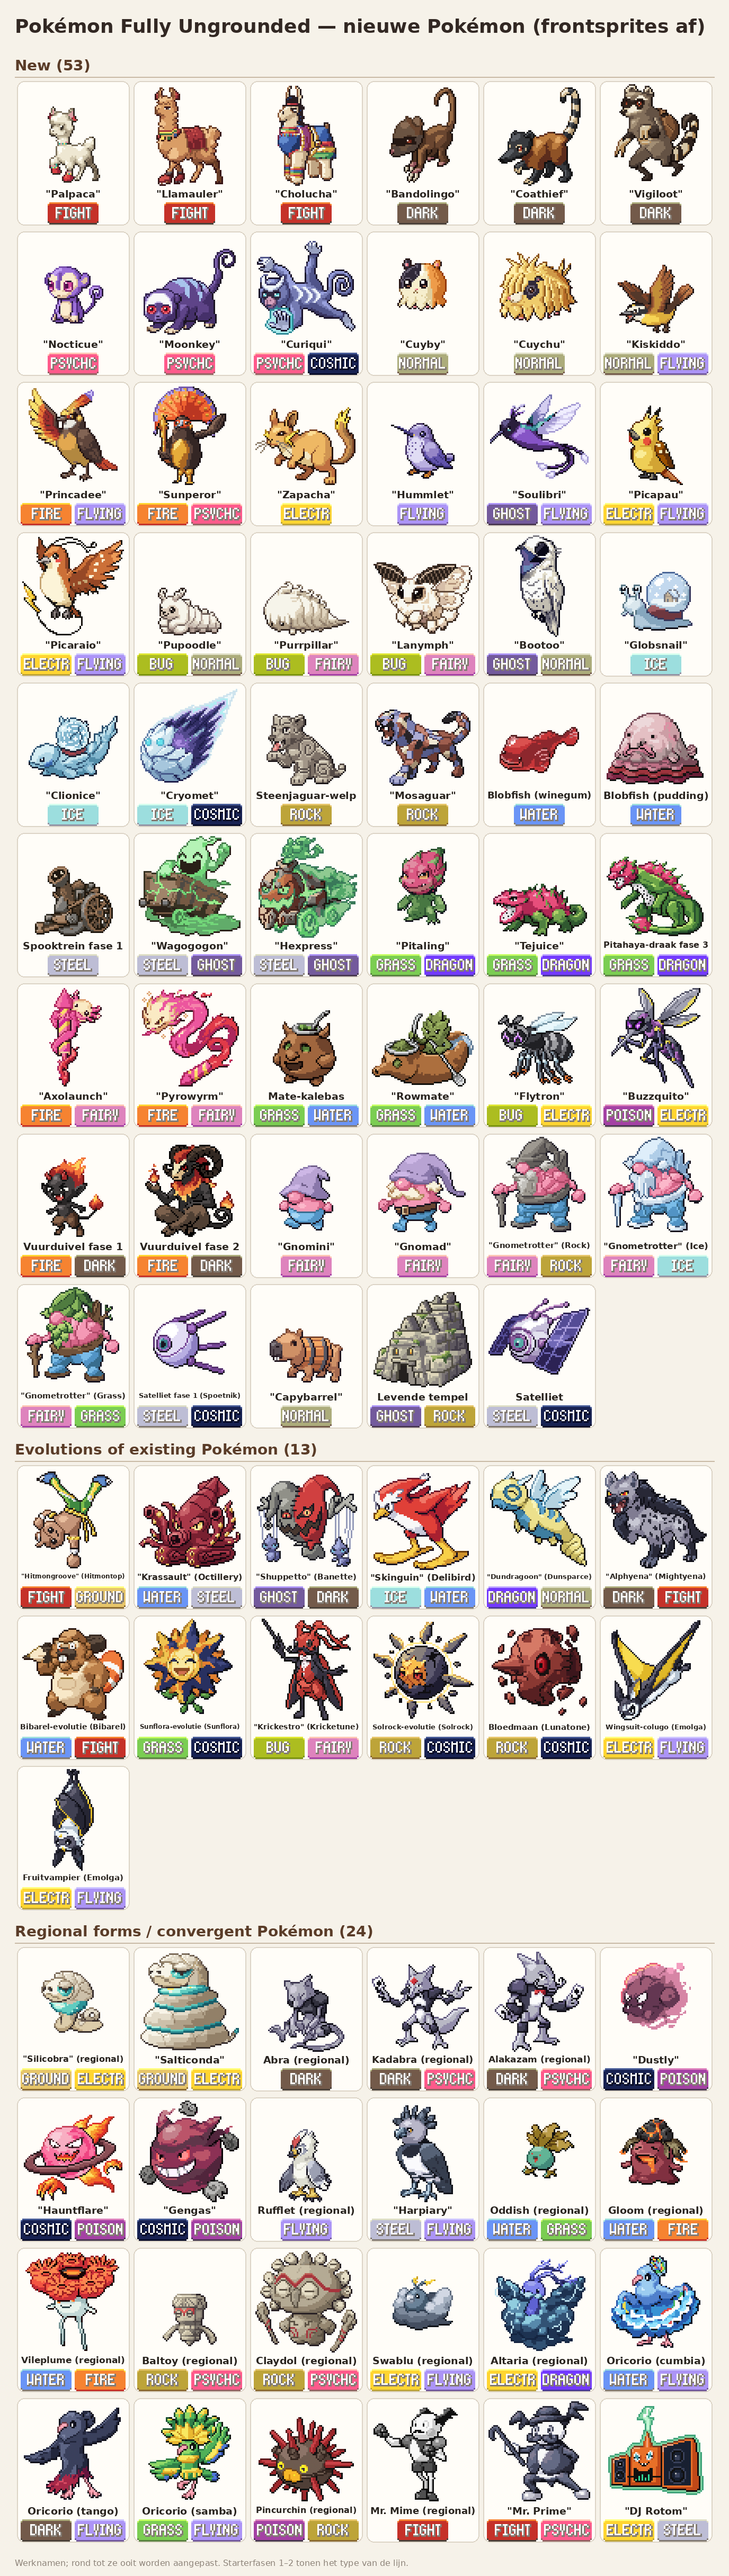 Pokémon Fully Ungrounded — nieuwe Pokémon (frontsprites af)
New (53)
"Palpaca" "Llamauler" "Cholucha" "Bandolingo" "Coathief" "Vigiloot"
FIGHT FIGHT FIGHT DARK DARK DARK
"Nocticue" "Moonkey" "Curiqui" "Cuyby" "Cuychu" "Kiskiddo"
PSYCHC PSYCHC PSYCHC COSMIC NORMAL NORMAL NORMAL FLYING
"Princadee" "Sunperor" "Zapacha" "Hummlet" "Soulibri" "Picapau"
FIRE FLYING FIRE PSYCHC ELECTR FLYING GHOST FLYING ELECTR FLYING
"Picaraio" "Pupoodle" "Purrpillar" "Lanymph" "Bootoo" "Globsnail"
ELECTR FLYING BUG NORMAL BUG FAIRY BUG FAIRY GHOST NORMAL ICE
"Clionice" "Cryomet" Steenjaguar-welp "Mosaguar" Blobfish (winegum) Blobfish (pudding)
ICE ICE COSMIC ROCK ROCK WATER WATER
Spooktrein fase 1 "Wagogogon" "Hexpress" "Pitaling" "Tejuice" Pitahaya-draak fase 3
STEEL STEEL GHOST STEEL GHOST GRASS DRAGON GRASS DRAGON GRASS DRAGON
"Axolaunch" "Pyrowyrm" Mate-kalebas "Rowmate" "Flytron" "Buzzquito"
FIRE FAIRY FIRE FAIRY GRASS WATER GRASS WATER BUG ELECTR POISON ELECTR
Vuurduivel fase 1 Vuurduivel fase 2 "Gnomini" "Gnomad" "Gnometrotter" (Rock) "Gnometrotter" (Ice)
FIRE DARK FIRE DARK FAIRY FAIRY FAIRY ROCK FAIRY ICE
"Gnometrotter" (Grass) Satelliet fase 1 (Spoetnik) "Capybarrel" Levende tempel Satelliet
FAIRY GRASS STEEL COSMIC NORMAL GHOST ROCK STEEL COSMIC
Evolutions of existing Pokémon (13)
"Hitmongroove" (Hitmontop) "Krassault" (Octillery) "Shuppetto" (Banette) "Skinguin" (Delibird) "Dundragoon" (Dunsparce) "Alphyena" (Mightyena)
FIGHT GROUND WATER STEEL GHOST DARK ICE WATER DRAGON NORMAL DARK FIGHT
Bibarel-evolutie (Bibarel) Sunflora-evolutie (Sunflora) "Krickestro" (Kricketune) Solrock-evolutie (Solrock) Bloedmaan (Lunatone) Wingsuit-colugo (Emolga)
WATER FIGHT GRASS COSMIC BUG FAIRY ROCK COSMIC ROCK COSMIC ELECTR FLYING
Fruitvampier (Emolga)
ELECTR FLYING
Regional forms / convergent Pokémon (24)
"Silicobra" (regional) "Salticonda" Abra (regional) Kadabra (regional) Alakazam (regional) "Dustly"
GROUND ELECTR GROUND ELECTR DARK DARK PSYCHC DARK PSYCHC COSMIC POISON
"Hauntflare" "Gengas" Rufflet (regional) "Harpiary" Oddish (regional) Gloom (regional)
COSMIC POISON COSMIC POISON FLYING STEEL FLYING WATER GRASS WATER FIRE
Vileplume (regional) Baltoy (regional) Claydol (regional) Swablu (regional) Altaria (regional) Oricorio (cumbia)
WATER FIRE ROCK PSYCHC ROCK PSYCHC ELECTR FLYING ELECTR DRAGON WATER FLYING
Oricorio (tango) Oricorio (samba) Pincurchin (regional) Mr. Mime (regional) "Mr. Prime" "DJ Rotom"
DARK FLYING GRASS FLYING POISON ROCK FIGHT FIGHT PSYCHC ELECTR STEEL
Werknamen; rond tot ze ooit worden aangepast. Starterfasen 1–2 tonen het type van de lijn.